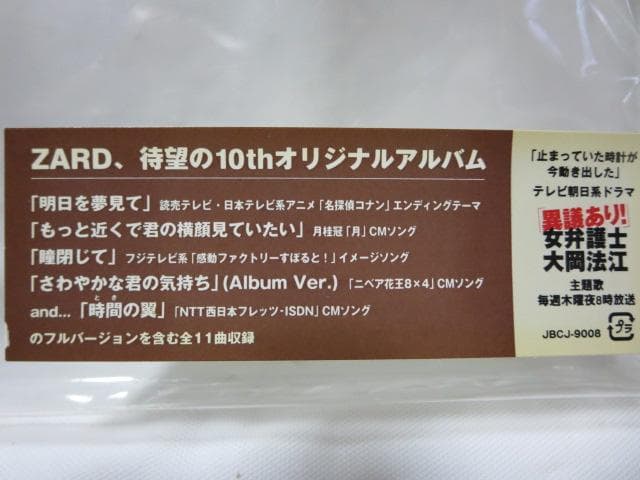 ZARD、待望の10thオリジナルアルバム
「明日を夢見て」読売テレビ・日本テレビ系アニメ「名探偵コナン」エンディングテーマ
「もっと近くで君の横顔見ていたい」月桂冠「月」CMソング
「瞳閉じて」フジテレビ系「感動ファクトリーすぽると!」イメージソング
「さわやかな君の気持ち」(Album Ver.)「ニベア花王8×4」CMソング
とき
and...「時間の翼」「NTT西日本フレッツ・ISDN」CMソング
のフルバージョンを含む全11曲収録
「止まっていた時計が
今動き出した」
テレビ朝日系ドラマ
「異議あり!
女弁護士
大岡法江
主題歌
毎週木曜夜8時放送
JBCJ-9008
プラ